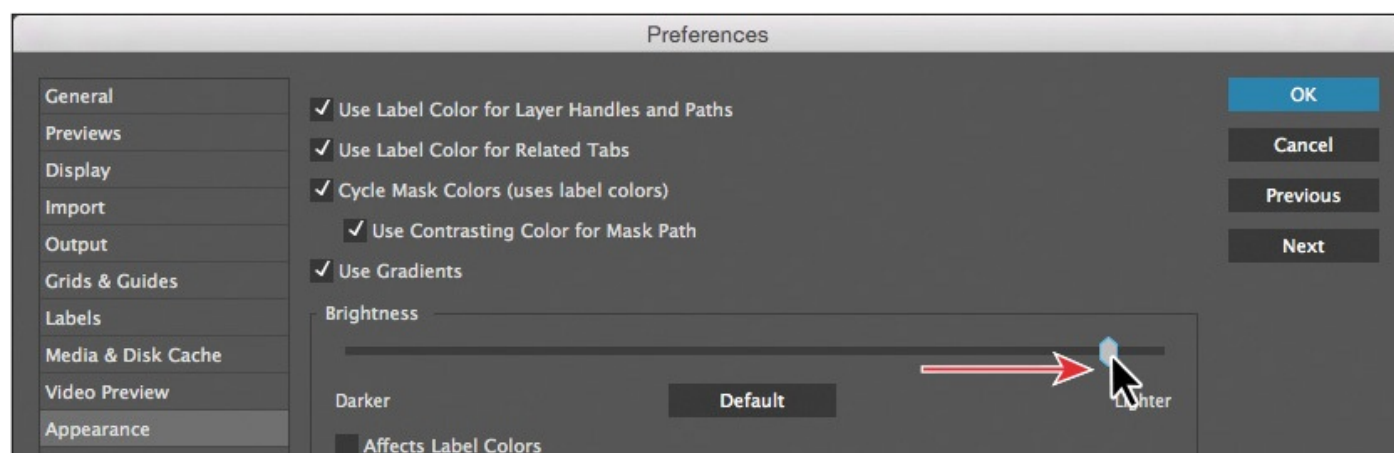 Preferences
General
Previews
Display
Import
Output
Grids & Guides
Labels
Media & Disk Cache
Video Preview
Appearance
Use Label Color for Layer Handles and Paths
Use Label Color for Related Tabs
Cycle Mask Colors (uses label colors)
Use Contrasting Color for Mask Path
Use Gradients
Brightness
Darker
Default
Lighter
Affects Label Colors
OK
Cancel
Previous
Next